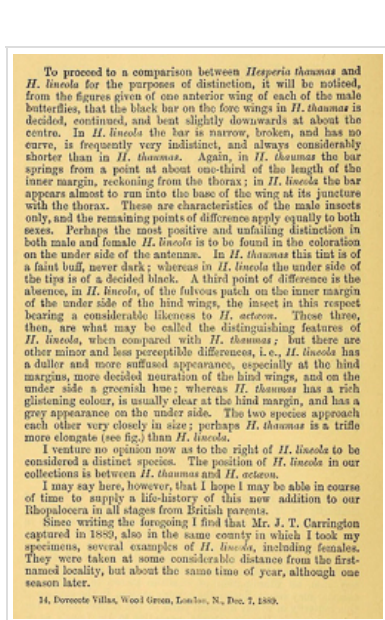 To proceed to a comparison between Hesperia thaumas and
H. lineola for the purposes of distinction, it will be noticed,
from the figures given of one anterior wing of each of the male
butterflies, that the black bar on the fore wings in H. thaumas is
decided, continued, and bent slightly downwards at about the
centre. In H. lineola the bar is narrow, broken, and has no
curve, is frequently very indistinct, and always considerably
shorter than in H. thaumas. Again, in H. thaumas the bar
springs from a point at about one-third of the length of the
inner margin, reckoning from the thorax; in H. lineola the bar
appears almost to run into the base of the wing at its juncture
with the thorax. These are characteristics of the male insects
only, and the remaining points of difference apply equally to both
sexes. Perhaps the most positive and unfailing distinction in
both male and female H. lineola is to be found in the coloration
on the under side of the antennæ. In H. thaumas this tint is of
a faint buff, never dark; whereas in H. lineola the under side of
the tips is of a decided black. A third point of difference is the
absence, in H. lineola, of the fulvous patch on the inner margin
of the under side of the hind wings, the insect in this respect
bearing a considerable likeness to H. actæon. These three,
then, are what may be called the distinguishing features of
H. lineola, when compared with H. thaumas; but there are
other minor and less perceptible differences, i. e., H. lineola has
a duller and more suffused appearance, especially at the hind
margins, more decided neuration of the hind wings, and on the
under side a greenish hue; whereas H. thaumas has a rich
glistening colour, is usually clear at the hind margin, and has a
grey appearance on the under side. The two species approach
each other very closely in size; perhaps H. thaumas is a trifle
more elongate (see fig.) than H. lineola.
I venture no opinion now as to the right of H. lineola to be
considered a distinct species. The position of H. lineola in our
collections is between H. thaumas and H. actæon.
I may say here, however, that I hope I may be able in course
of time to supply a life-history of this new addition to our
Rhopalocera in all stages from British parents.
Since writing the foregoing I find that Mr. J. T. Carrington
captured in 1889, also in the same county in which I took my
specimens, several examples of H. lineola, including females.
They were taken at some considerable distance from the first-
named locality, but about the same time of year, although one
season later.
14, Dovecote Villas, Wood Green, London, N., Dec. 7, 1889.